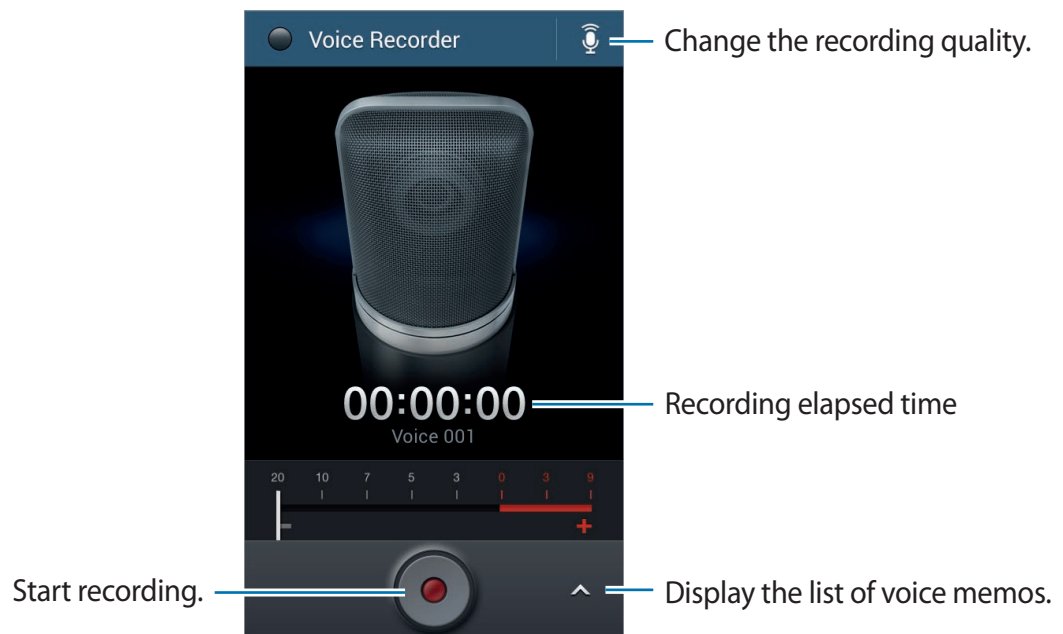 Voice Recorder
Change the recording quality.
00:00:00
Recording elapsed time
Voice 001
20 10 7 5 3 0 3 9
- +
Start recording.
Display the list of voice memos.